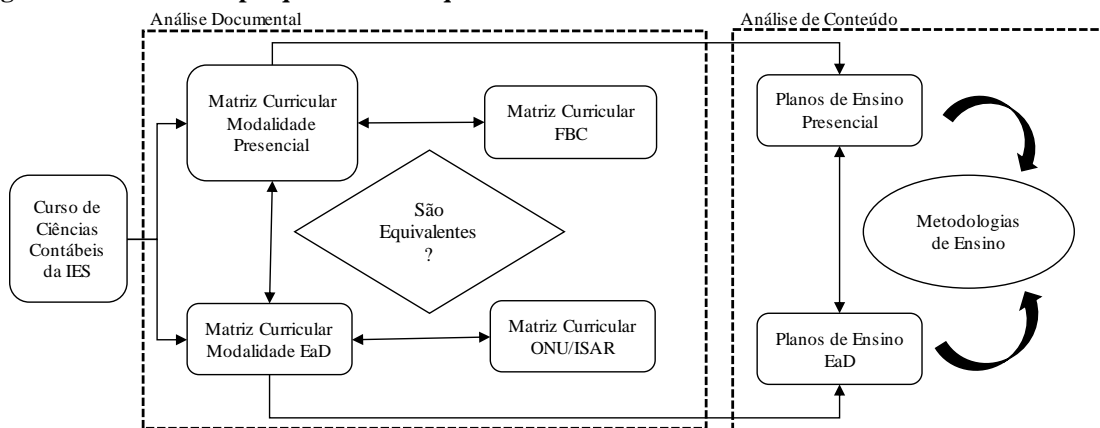 Análise Documental
Análise de Conteúdo
Curso de
Ciências
Contábeis
da IES
Matriz Curricular
Modalidade
Presencial
Matriz Curricular
FBC
São
Equivalentes
?
Matriz Curricular
Modalidade EaD
Matriz Curricular
ONU/ISAR
Planos de Ensino
Presencial
Metodologias
de Ensino
Planos de Ensino
EaD